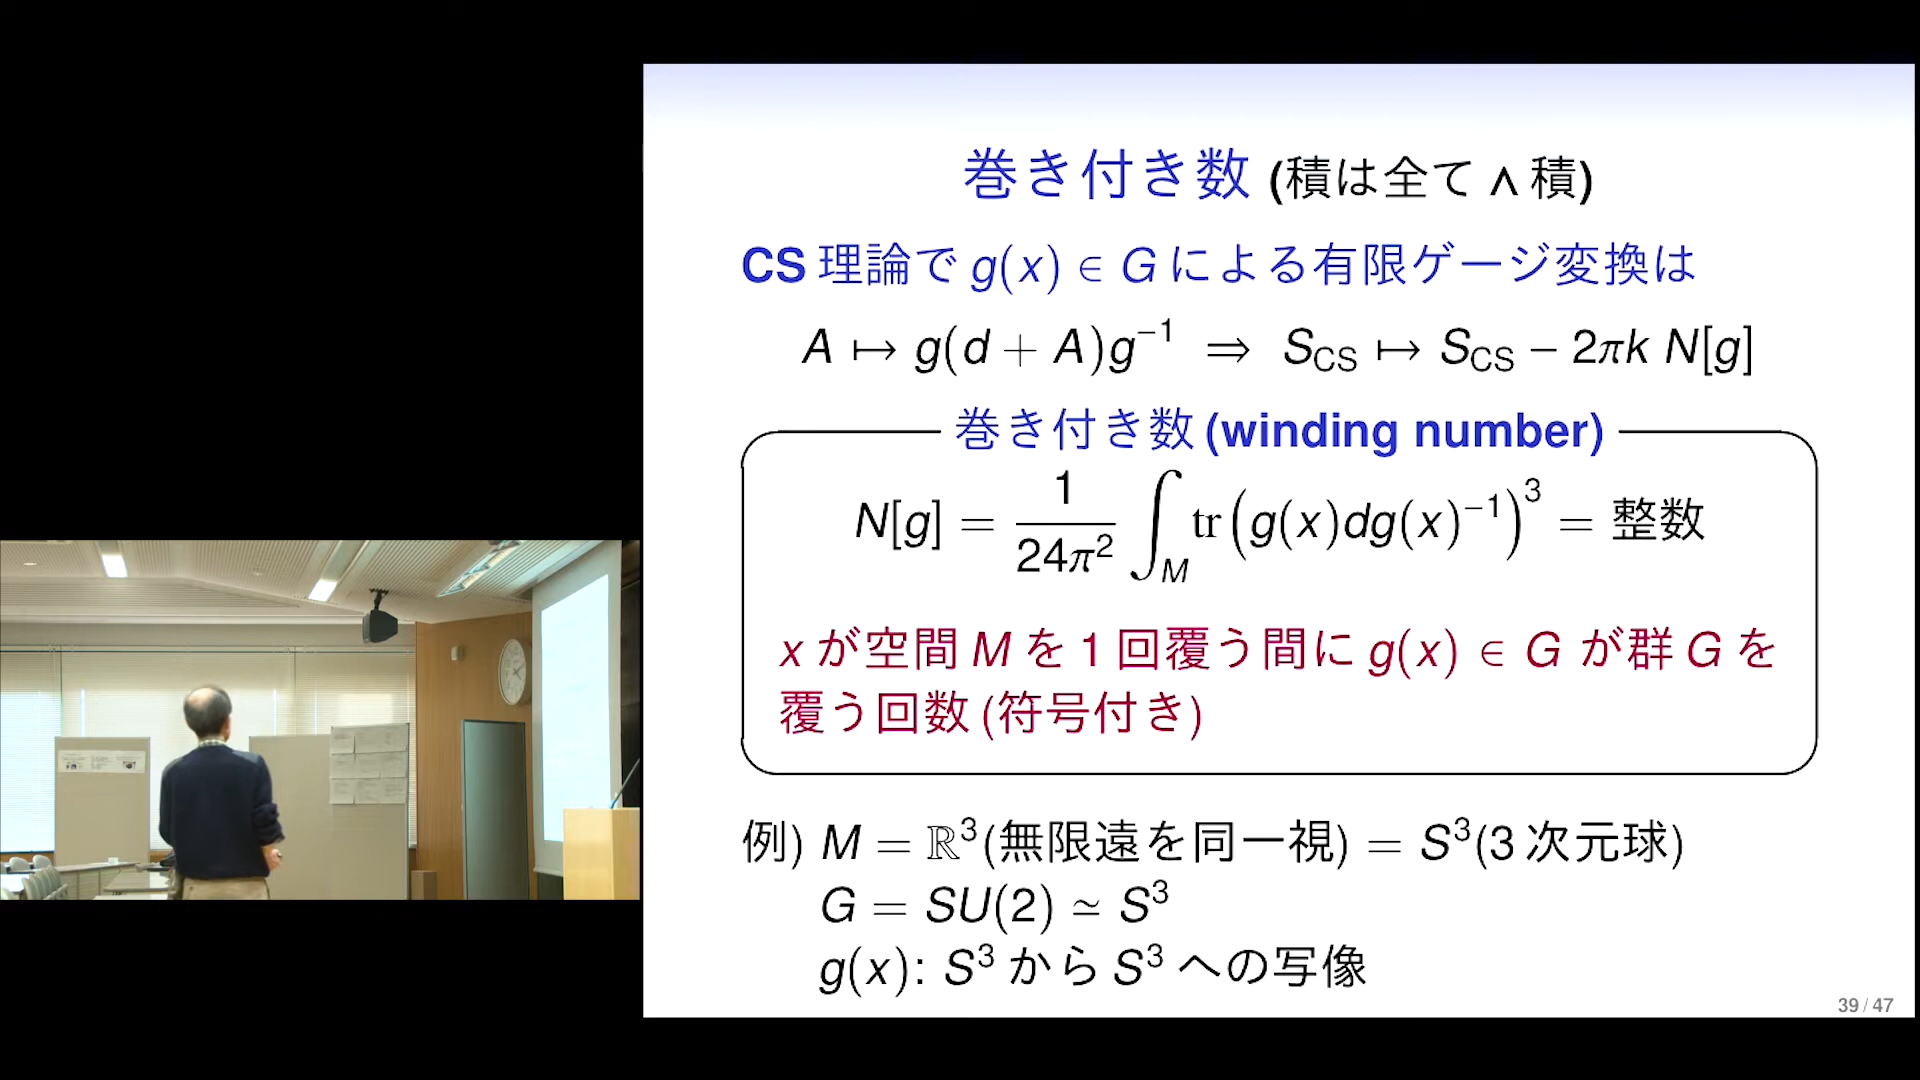 巻き付き数 (積は全て ∧ 積)
CS 理論で g(x) ∈ G による有限ゲージ変換は
A ↦ g(d + A)g⁻¹ ⇒ S_CS ↦ S_CS − 2πk N[g]
巻き付き数 (winding number)
N[g] = 1/(24π²) ∫_M tr(g(x)dg(x)⁻¹)³ = 整数
x が空間 M を 1 回覆う間に g(x) ∈ G が群 G を
覆う回数 (符号付き)
例) M = ℝ³(無限遠を同一視) = S³(3 次元球)
G = SU(2) ≃ S³
g(x): S³ から S³ への写像
39 / 47